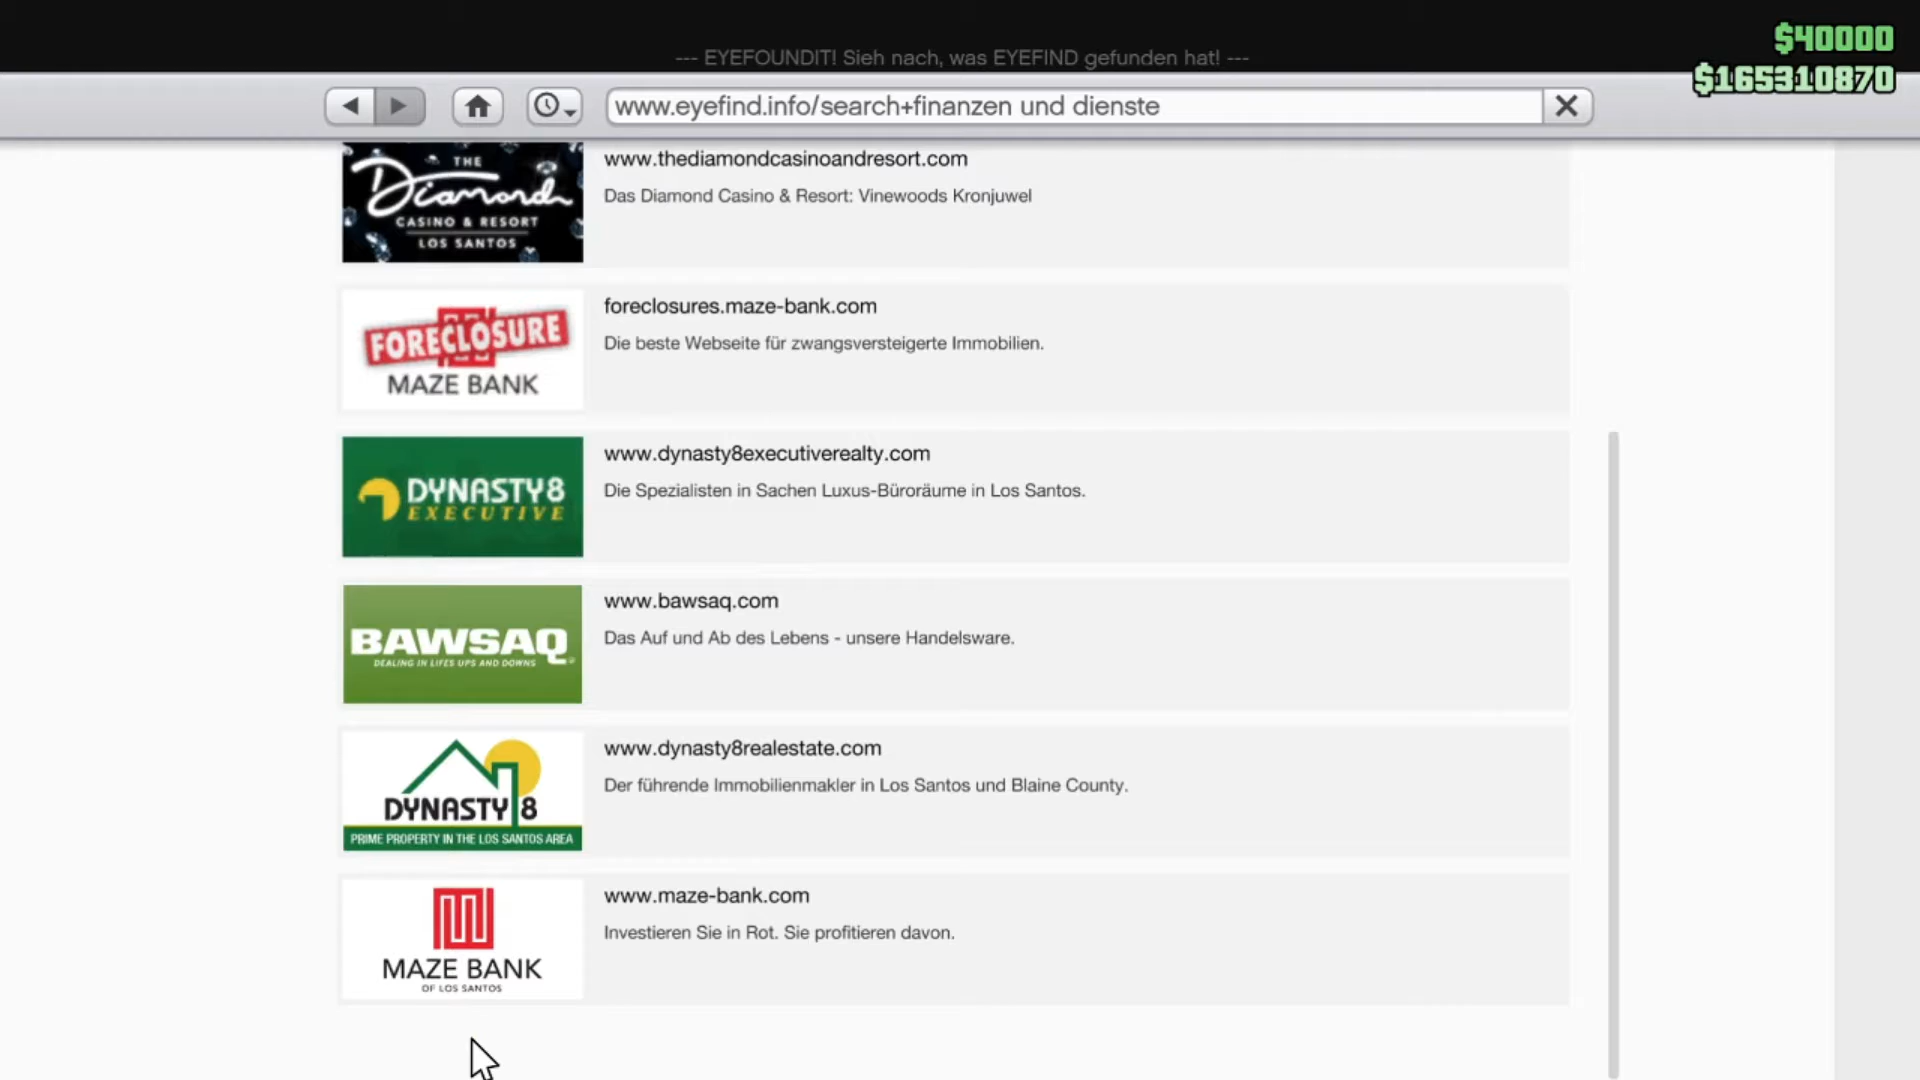 $40000
--- EYEFOUNDIT! Sieh nach, was EYEFIND gefunden hat! ---
$165310870
www.eyefind.info/search+finanzen und dienste
THE
Diamond
CASINO & RESORT
LOS SANTOS
www.thediamondcasinoandresort.com
Das Diamond Casino & Resort: Vinewoods Kronjuwel
FORECLOSURE
MAZE BANK
foreclosures.maze-bank.com
Die beste Webseite für zwangsversteigerte Immobilien.
DYNASTY8
EXECUTIVE
www.dynasty8executiverealty.com
Die Spezialisten in Sachen Luxus-Büroräume in Los Santos.
BAWSAQ
DEALING IN LIFES UPS AND DOWNS
www.bawsaq.com
Das Auf und Ab des Lebens - unsere Handelsware.
DYNASTY 8
PRIME PROPERTY IN THE LOS SANTOS AREA
www.dynasty8realestate.com
Der führende Immobilienmakler in Los Santos und Blaine County.
MAZE BANK
OF LOS SANTOS
www.maze-bank.com
Investieren Sie in Rot. Sie profitieren davon.